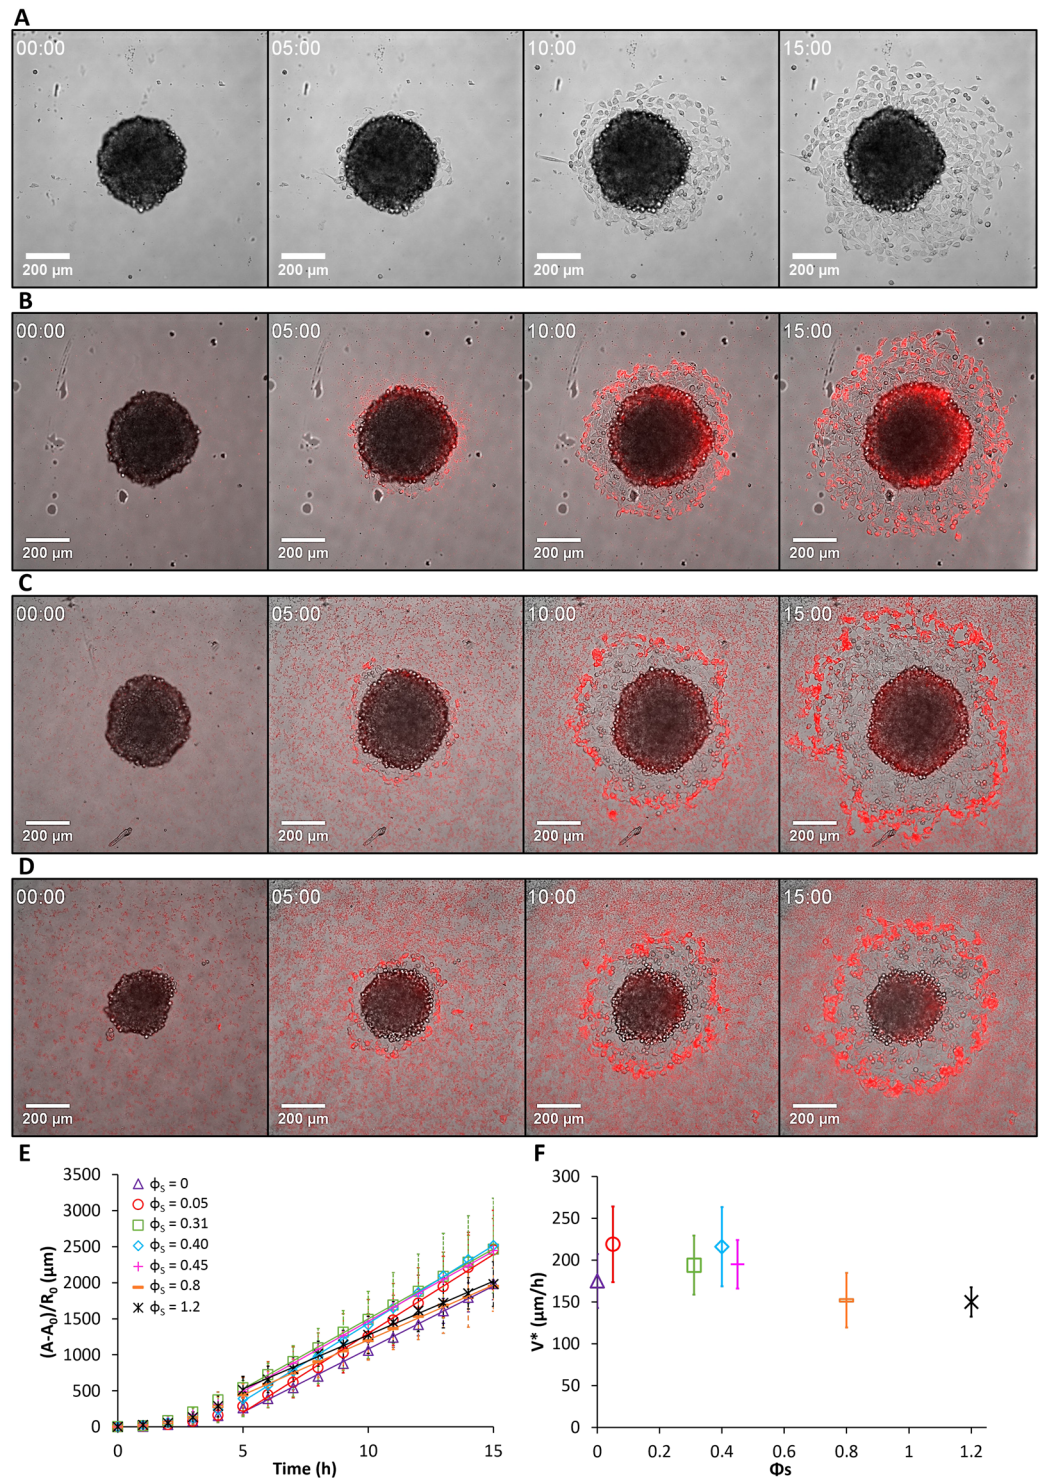 A
00:00 05:00 10:00 15:00
200 µm 200 µm 200 µm 200 µm
B
00:00 05:00 10:00 15:00
200 µm 200 µm 200 µm 200 µm
C
00:00 05:00 10:00 15:00
200 µm 200 µm 200 µm 200 µm
D
00:00 05:00 10:00 15:00
200 µm 200 µm 200 µm 200 µm
E
(A-A₀)/R₀ (µm)
3500
3000
2500
2000
1500
1000
500
0
ϕₛ = 0
ϕₛ = 0.05
ϕₛ = 0.31
ϕₛ = 0.40
ϕₛ = 0.45
ϕₛ = 0.8
ϕₛ = 1.2
0 5 10 15
Time (h)
F
V* (µm/h)
300
250
200
150
100
50
0
0 0.2 0.4 0.6 0.8 1 1.2
Φs